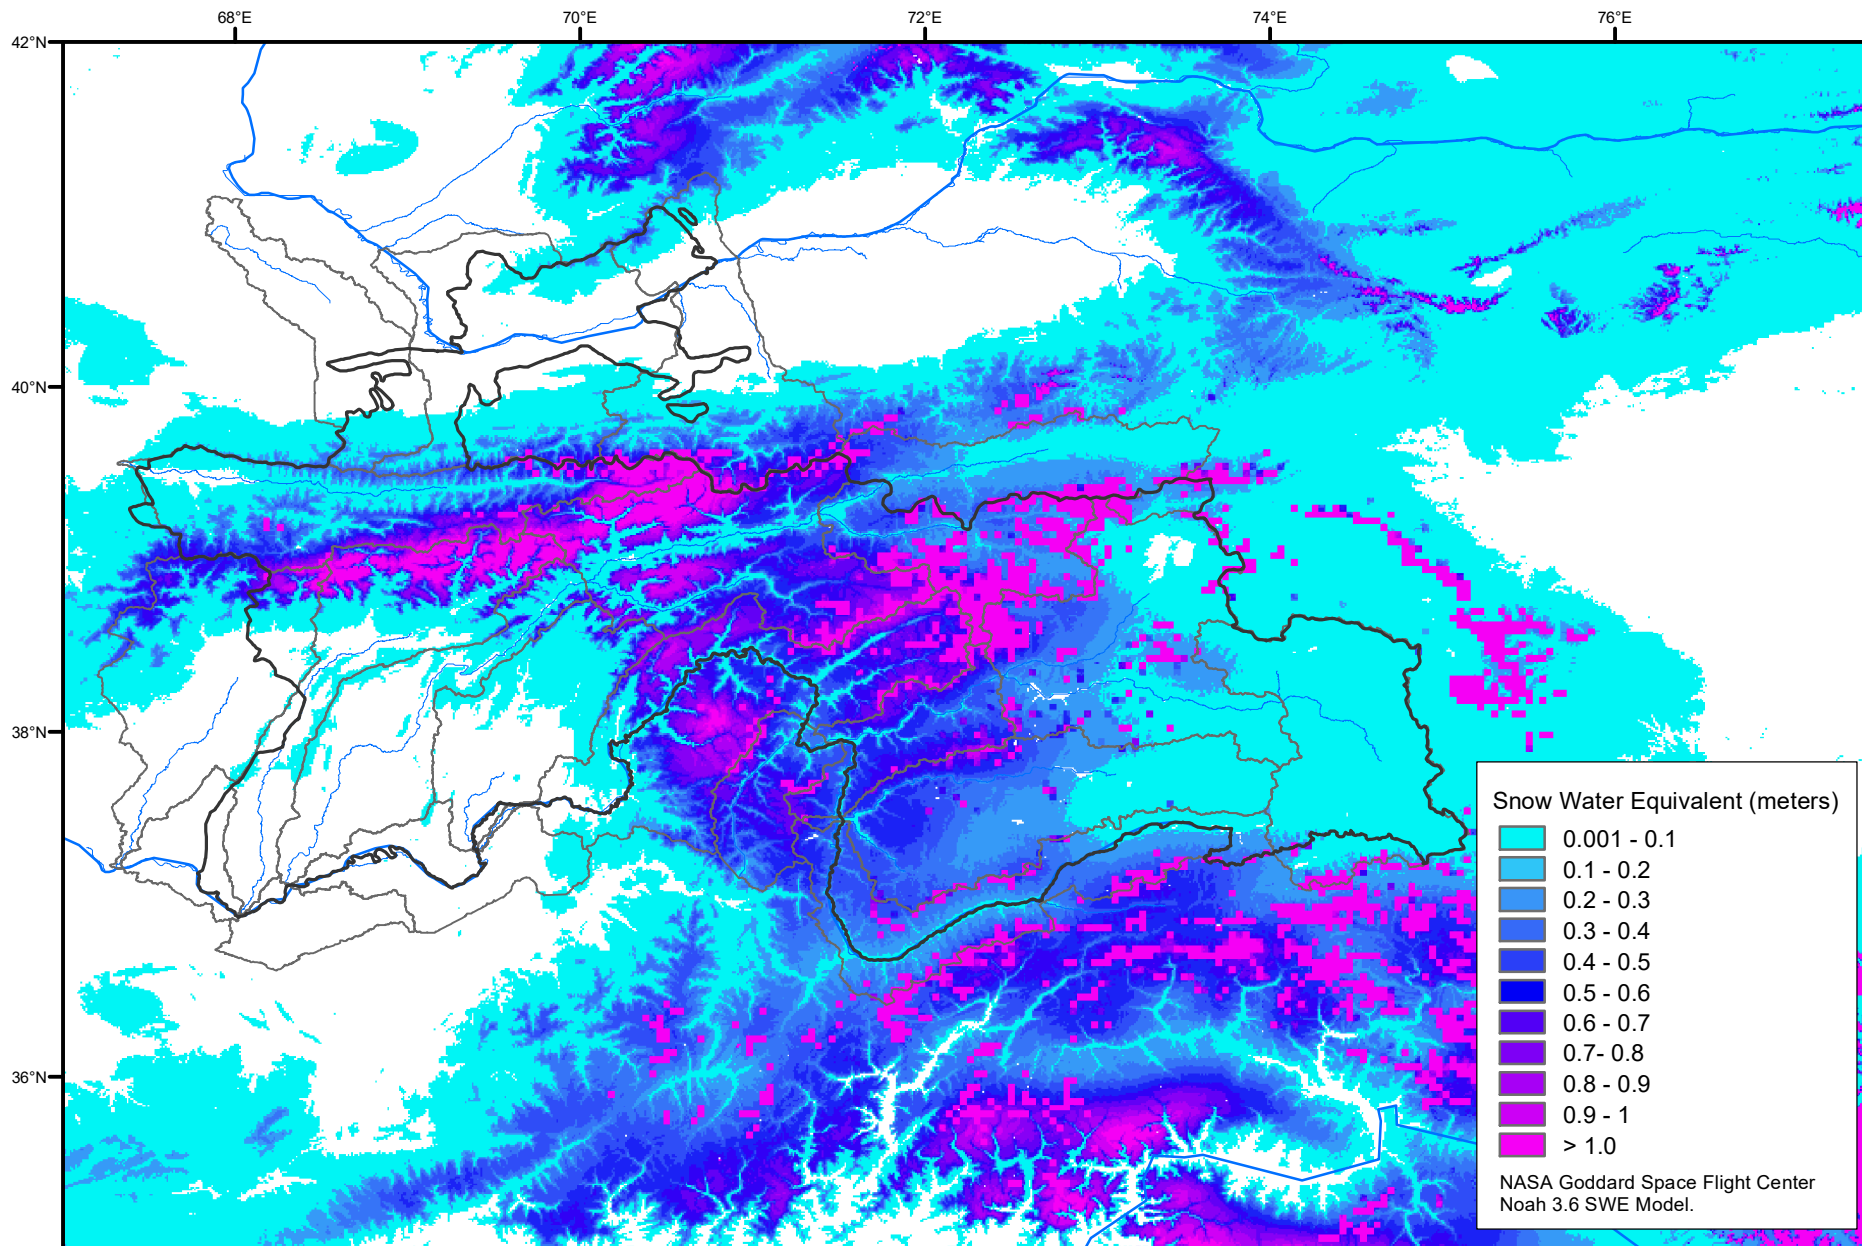 68°E 70°E 72°E 74°E 76°E
42°N
40°N
38°N
36°N
Snow Water Equivalent (meters)
0.001 - 0.1
0.1 - 0.2
0.2 - 0.3
0.3 - 0.4
0.4 - 0.5
0.5 - 0.6
0.6 - 0.7
0.7- 0.8
0.8 - 0.9
0.9 - 1
> 1.0
NASA Goddard Space Flight Center
Noah 3.6 SWE Model.